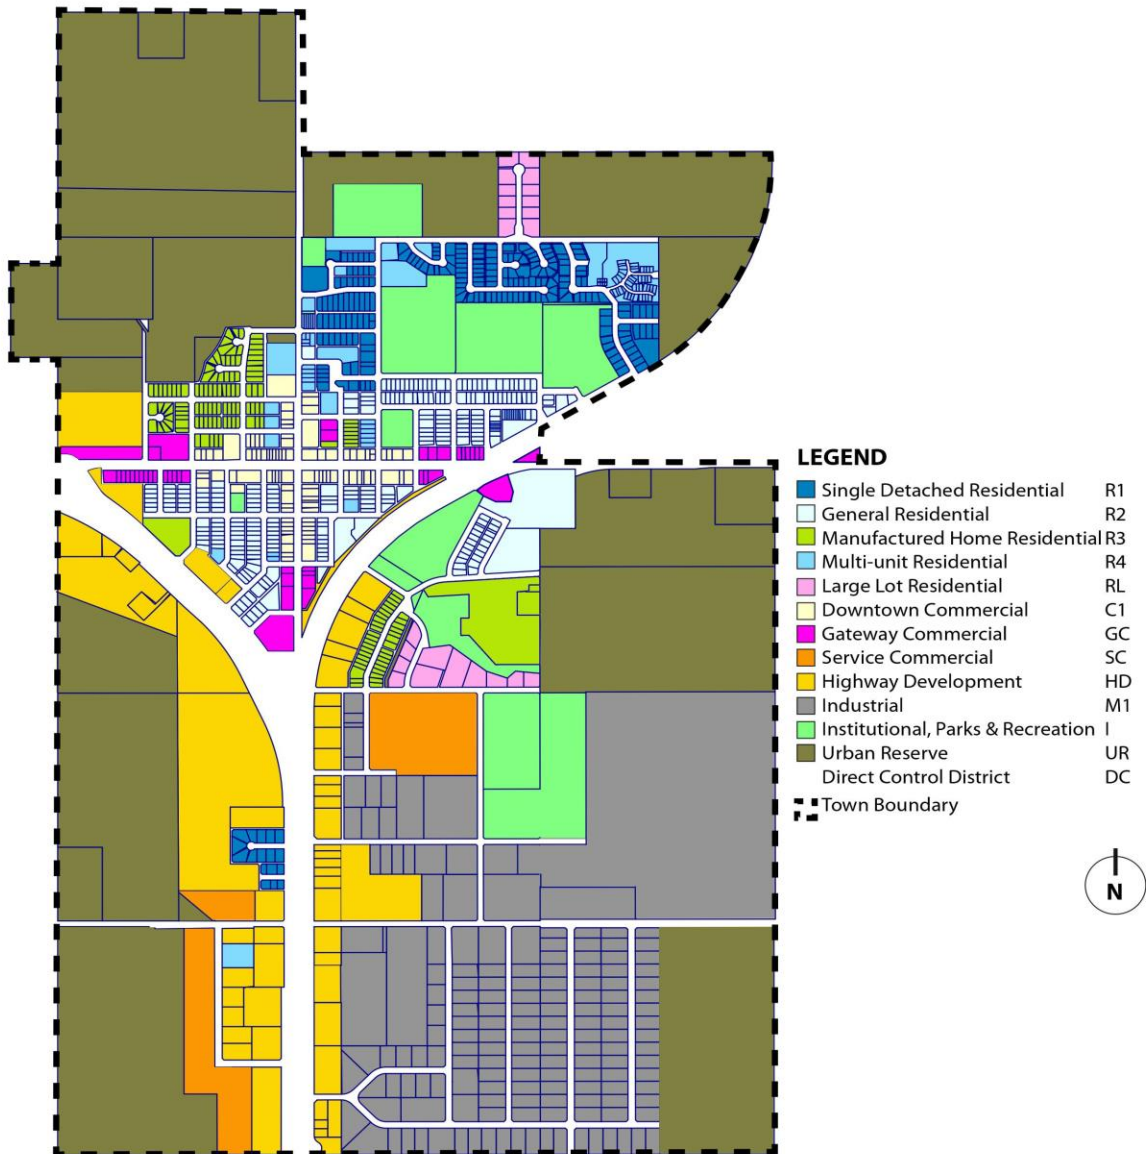 LEGEND
Single Detached Residential R1
General Residential R2
Manufactured Home Residential R3
Multi-unit Residential R4
Large Lot Residential RL
Downtown Commercial C1
Gateway Commercial GC
Service Commercial SC
Highway Development HD
Industrial M1
Institutional, Parks & Recreation I
Urban Reserve UR
Direct Control District DC
Town Boundary
N